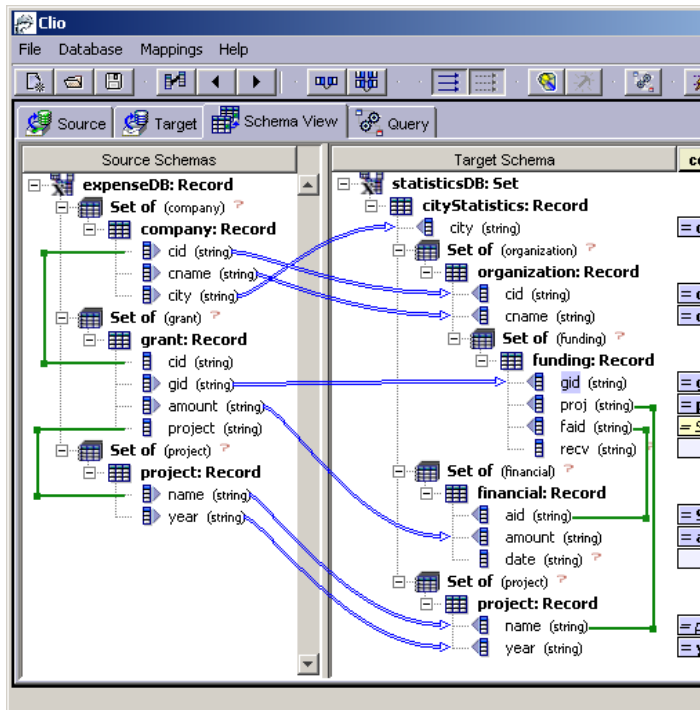 Clio
File Database Mappings Help
Source Target Schema View Query
Source Schemas
expenseDB: Record
Set of (company) ?
company: Record
cid (string)
cname (string)
city (string)
Set of (grant) ?
grant: Record
cid (string)
gid (string)
amount (string)
project (string)
Set of (project) ?
project: Record
name (string)
year (string)
Target Schema
statisticsDB: Set
cityStatistics: Record
city (string)
Set of (organization) ?
organization: Record
cid (string)
cname (string)
Set of (funding) ?
funding: Record
gid (string)
proj (string)
faid (string)
recv (string) ?
Set of (financial) ?
financial: Record
aid (string)
amount (string)
date (string) ?
Set of (project) ?
project: Record
name (string)
year (string)